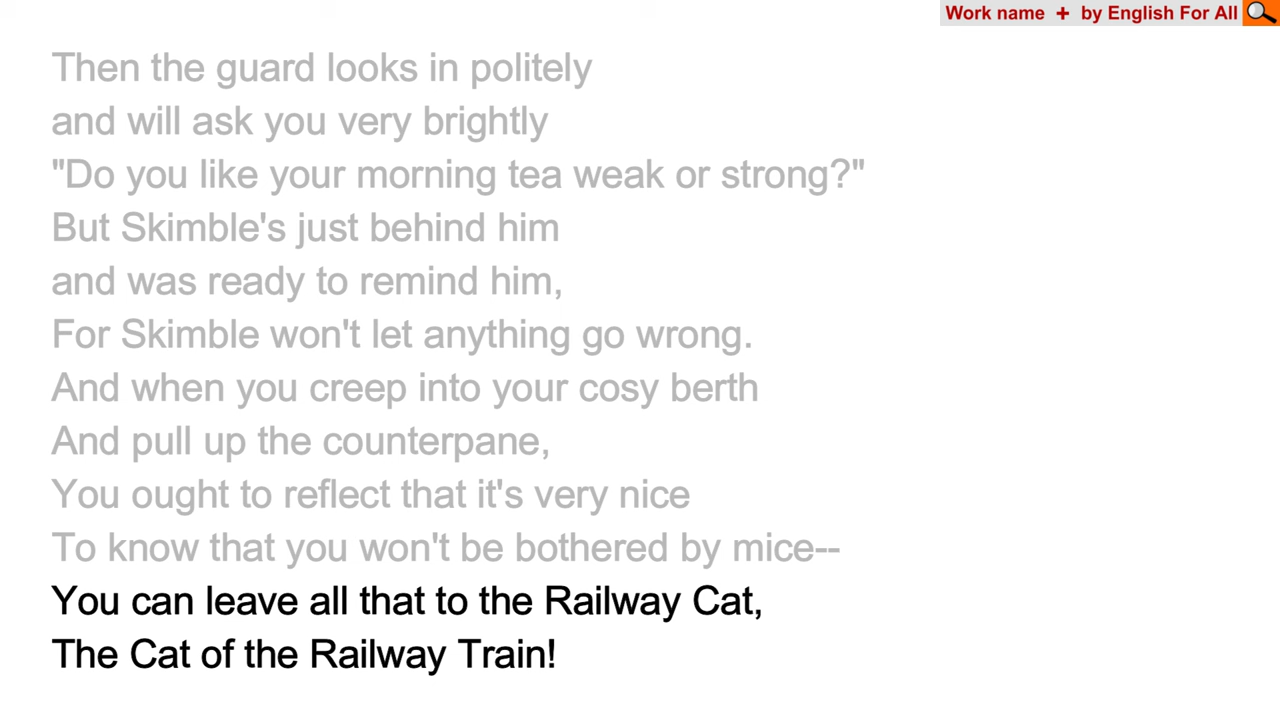 Work name + by English For All
Then the guard looks in politely
and will ask you very brightly
"Do you like your morning tea weak or strong?"
But Skimble's just behind him
and was ready to remind him,
For Skimble won't let anything go wrong.
And when you creep into your cosy berth
And pull up the counterpane,
You ought to reflect that it's very nice
To know that you won't be bothered by mice--
You can leave all that to the Railway Cat,
The Cat of the Railway Train!